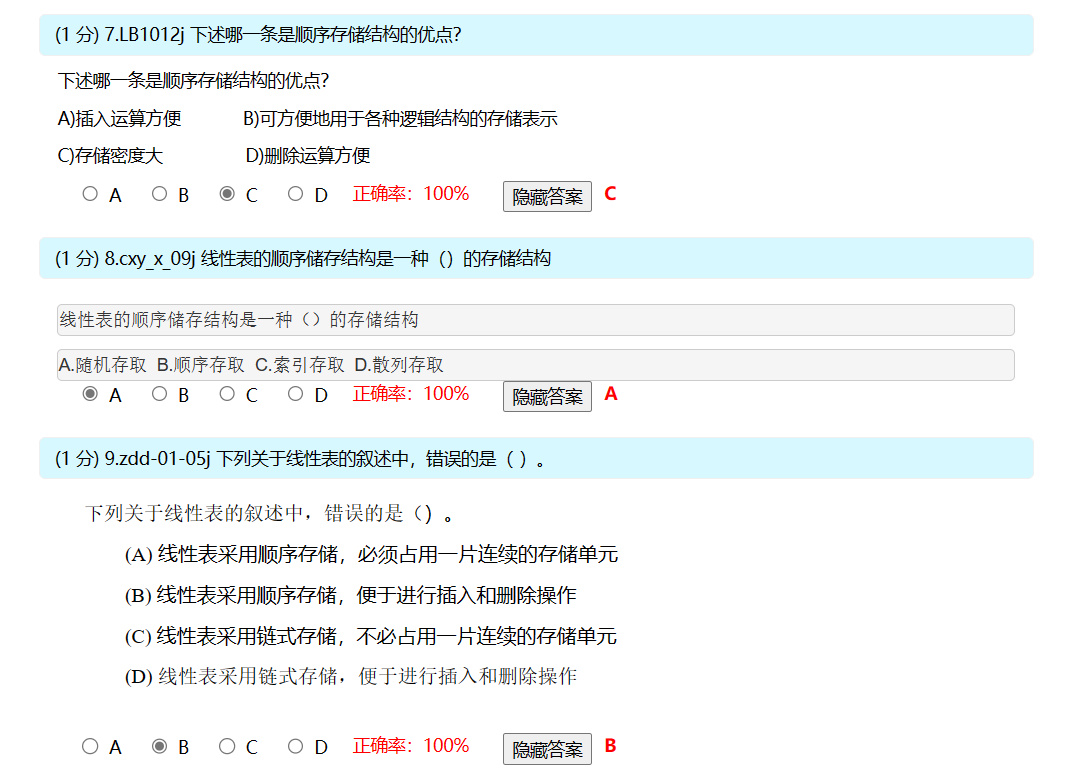 (1 分) 7.LB1012j 下述哪一条是顺序存储结构的优点?
下述哪一条是顺序存储结构的优点?
A)插入运算方便 B)可方便地用于各种逻辑结构的存储表示
C)存储密度大 D)删除运算方便
A B C D 正确率：100% 隐藏答案 C
(1 分) 8.cxy_x_09j 线性表的顺序储存结构是一种（）的存储结构
线性表的顺序储存结构是一种（）的存储结构
A.随机存取 B.顺序存取 C.索引存取 D.散列存取
A B C D 正确率：100% 隐藏答案 A
(1 分) 9.zdd-01-05j 下列关于线性表的叙述中，错误的是（ ）。
下列关于线性表的叙述中，错误的是（）。
(A) 线性表采用顺序存储，必须占用一片连续的存储单元
(B) 线性表采用顺序存储，便于进行插入和删除操作
(C) 线性表采用链式存储，不必占用一片连续的存储单元
(D) 线性表采用链式存储，便于进行插入和删除操作
A B C D 正确率：100% 隐藏答案 B